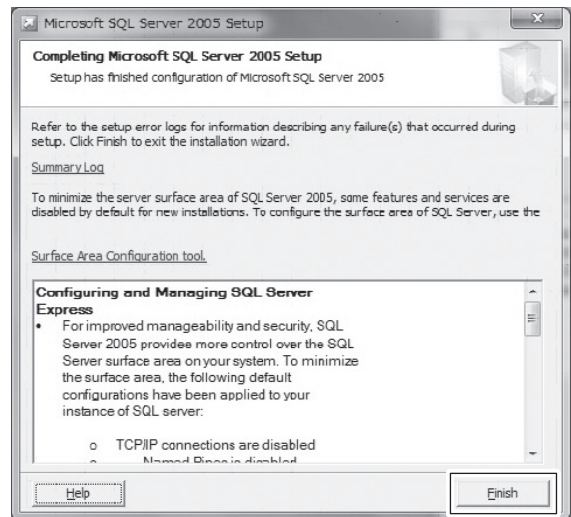 Microsoft SQL Server 2005 Setup
Completing Microsoft SQL Server 2005 Setup
Setup has finished configuration of Microsoft SQL Server 2005
Refer to the setup error logs for information describing any failure(s) that occurred during
setup. Click Finish to exit the installation wizard.
Summary Log
To minimize the server surface area of SQL Server 2005, some features and services are
disabled by default for new installations. To configure the surface area of SQL Server, use the
Surface Area Configuration tool.
Configuring and Managing SQL Server
Express
• For improved manageability and security, SQL
Server 2005 provides more control over the SQL
Server surface area on your system. To minimize
the surface area, the following default
configurations have been applied to your
instance of SQL server:
o TCP/IP connections are disabled
o Named Pipes is disabled
Help
Finish